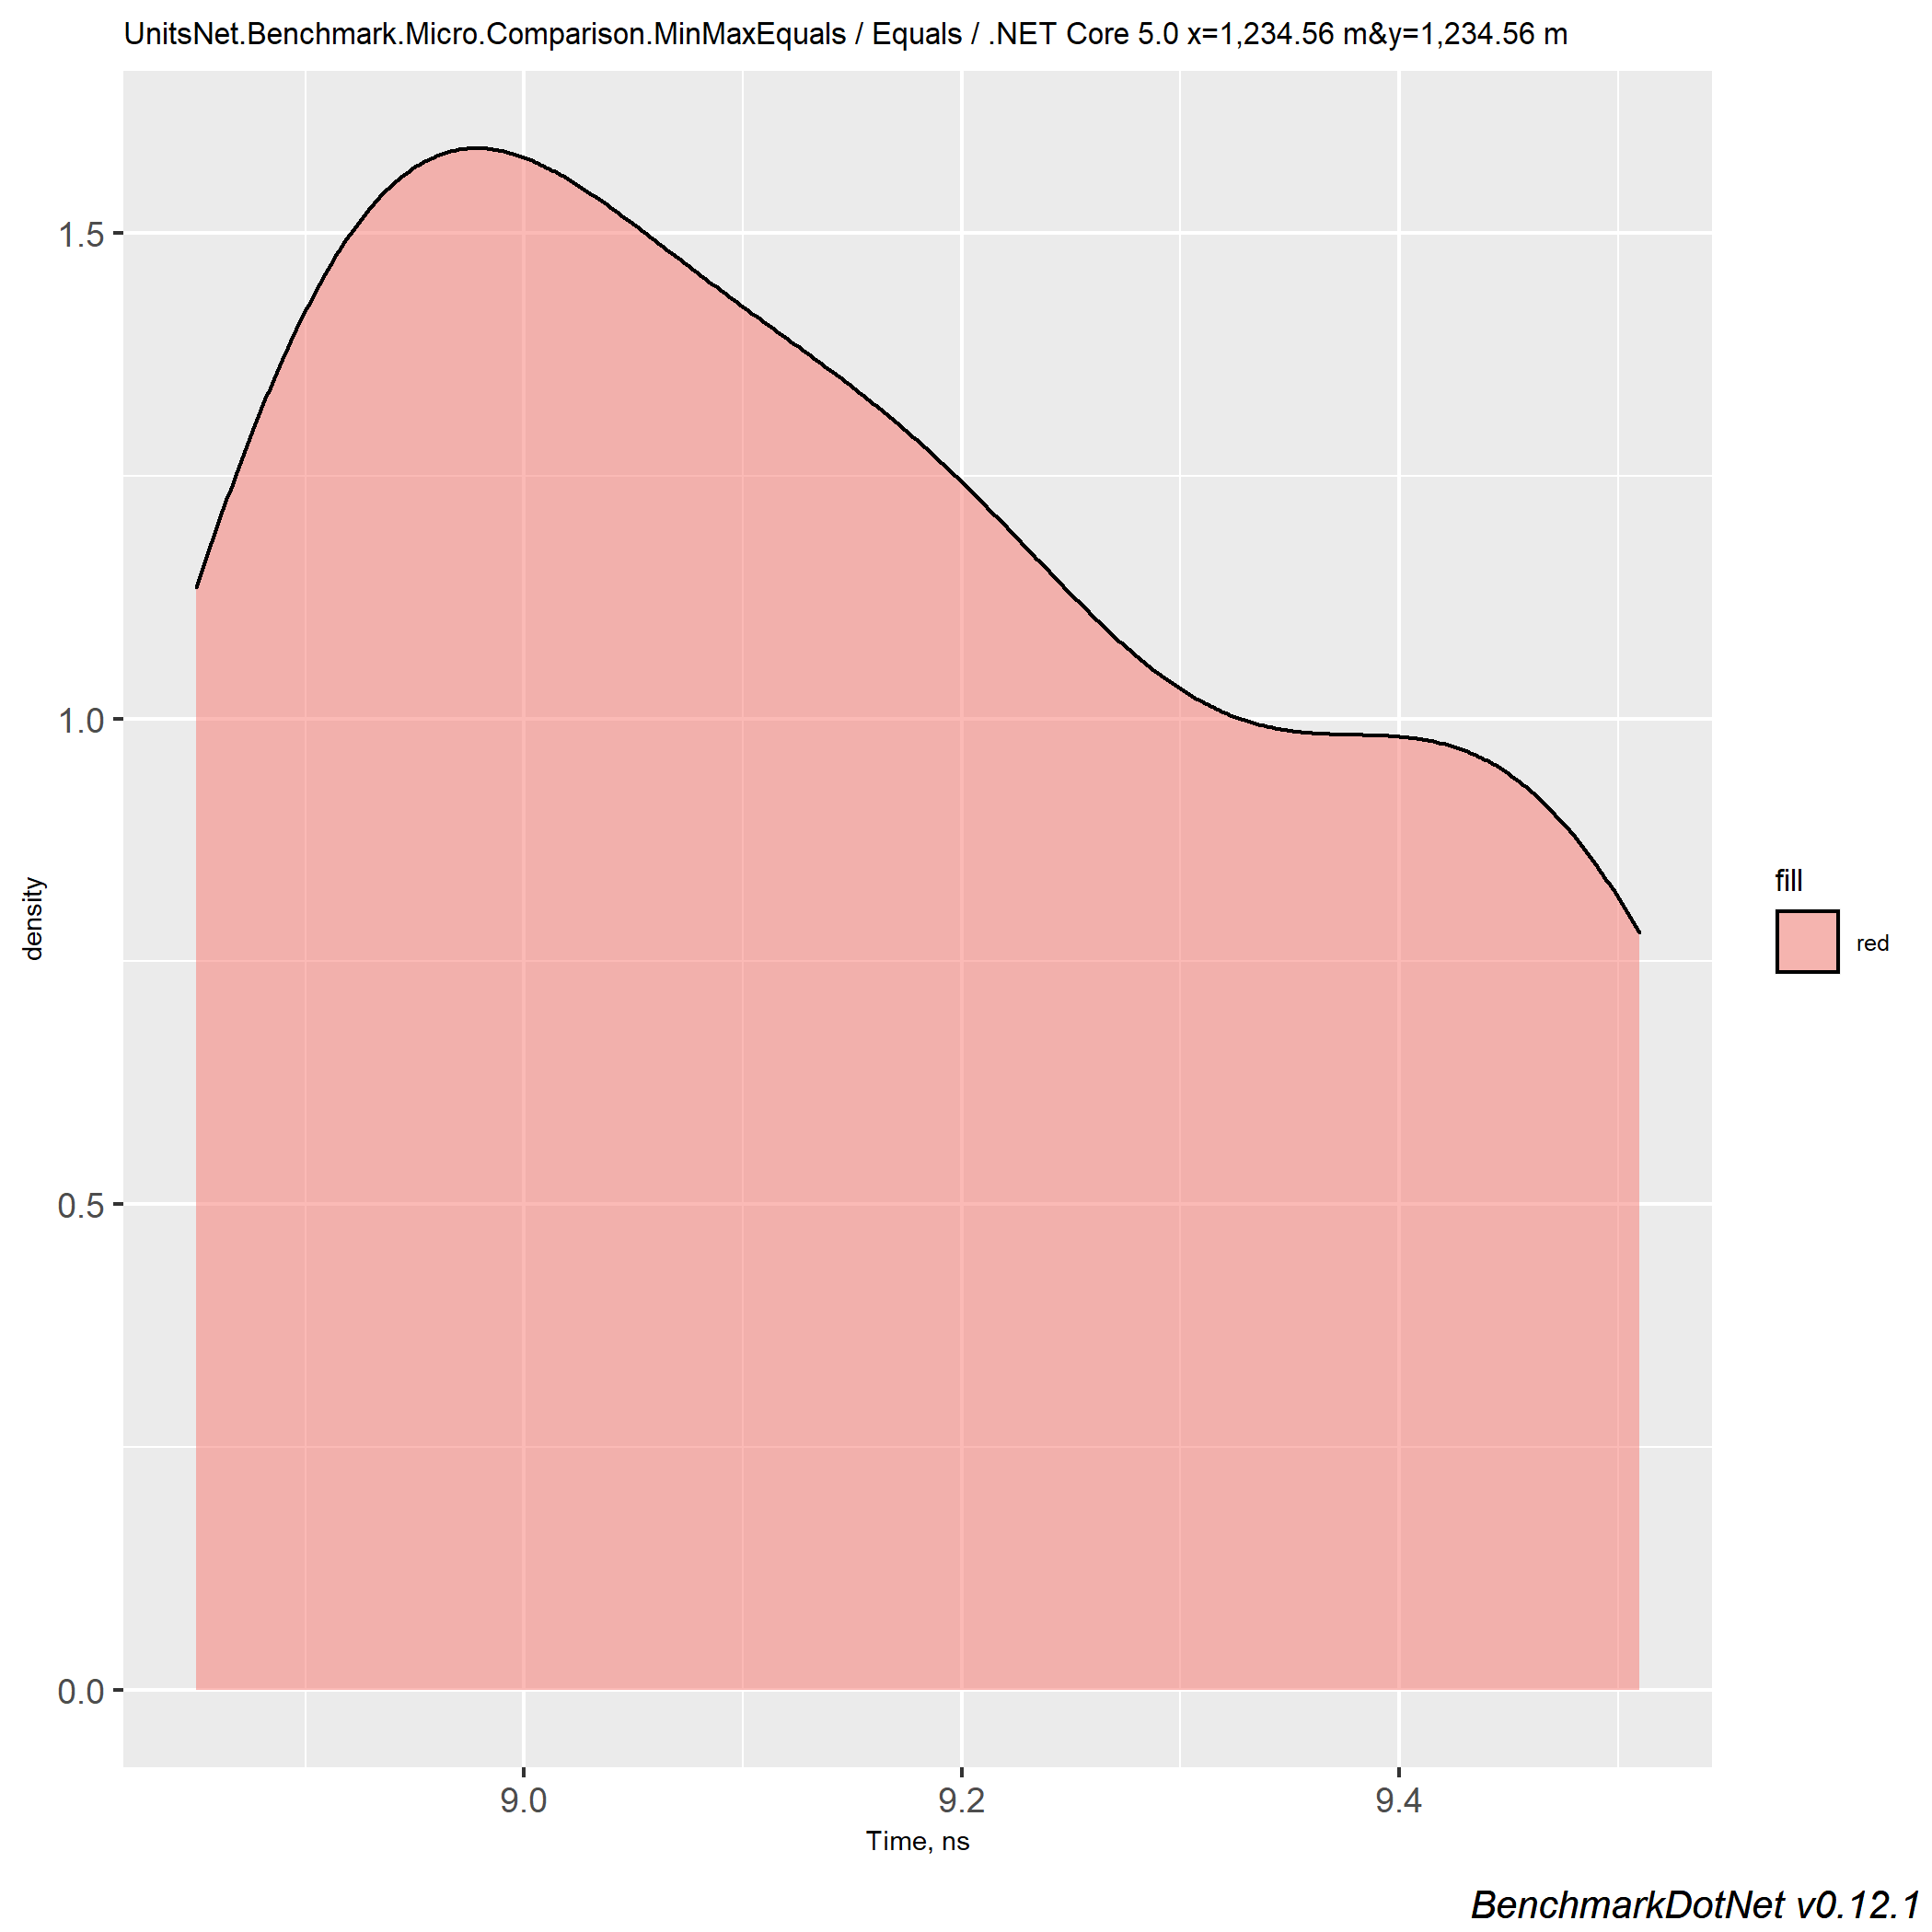 UnitsNet.Benchmark.Micro.Comparison.MinMaxEquals / Equals / .NET Core 5.0 x=1,234.56 m&y=1,234.56 m
1.5
1.0
0.5
0.0
density
9.0 9.2 9.4
Time, ns
fill
red
BenchmarkDotNet v0.12.1